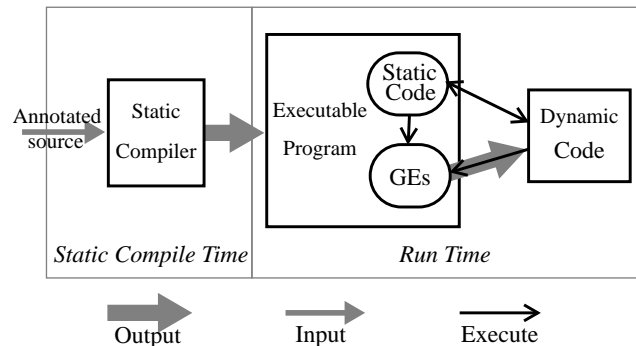 Annotated
source
Static
Compiler
Executable
Program
Static
Code
GEs
Dynamic
Code
Static Compile Time
Run Time
Output
Input
Execute